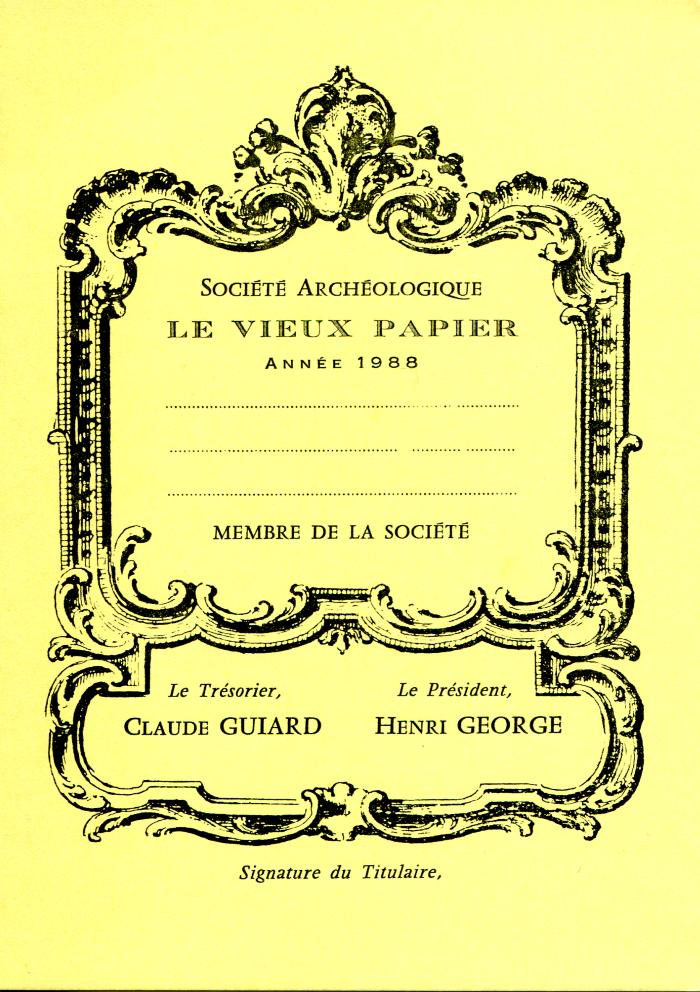 Société Archéologique
LE VIEUX PAPIER
Année 1988
MEMBRE DE LA SOCIÉTÉ
Le Trésorier,
Claude GUIARD
Le Président,
Henri GEORGE
Signature du Titulaire,